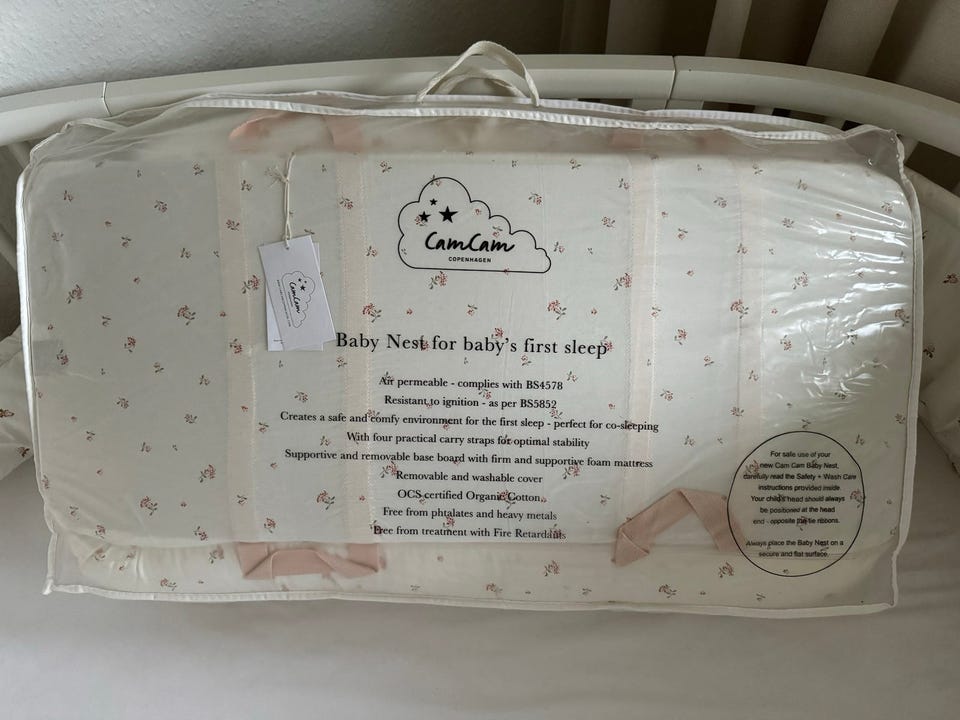 CamCam
COPENHAGEN
CamCam
COPENHAGEN
Baby Nest for baby's first sleep
Air permeable - complies with BS4578
Resistant to ignition - as per BS5852
Creates a safe and comfy environment for the first sleep - perfect for co-sleeping
With four practical carry straps for optimal stability
Supportive and removable base board with firm and supportive foam mattress
Removable and washable cover
OCS certified Organic Cotton
Free from phtalates and heavy metals
Free from treatment with Fire Retardants
For safe use of your
new Cam Cam Baby Nest,
carefully read the Safety + Wash Care
instructions provided inside
Your child's head should always
be positioned at the head
end - opposite the tie ribbons.
Always place the Baby Nest on a
secure and flat surface.